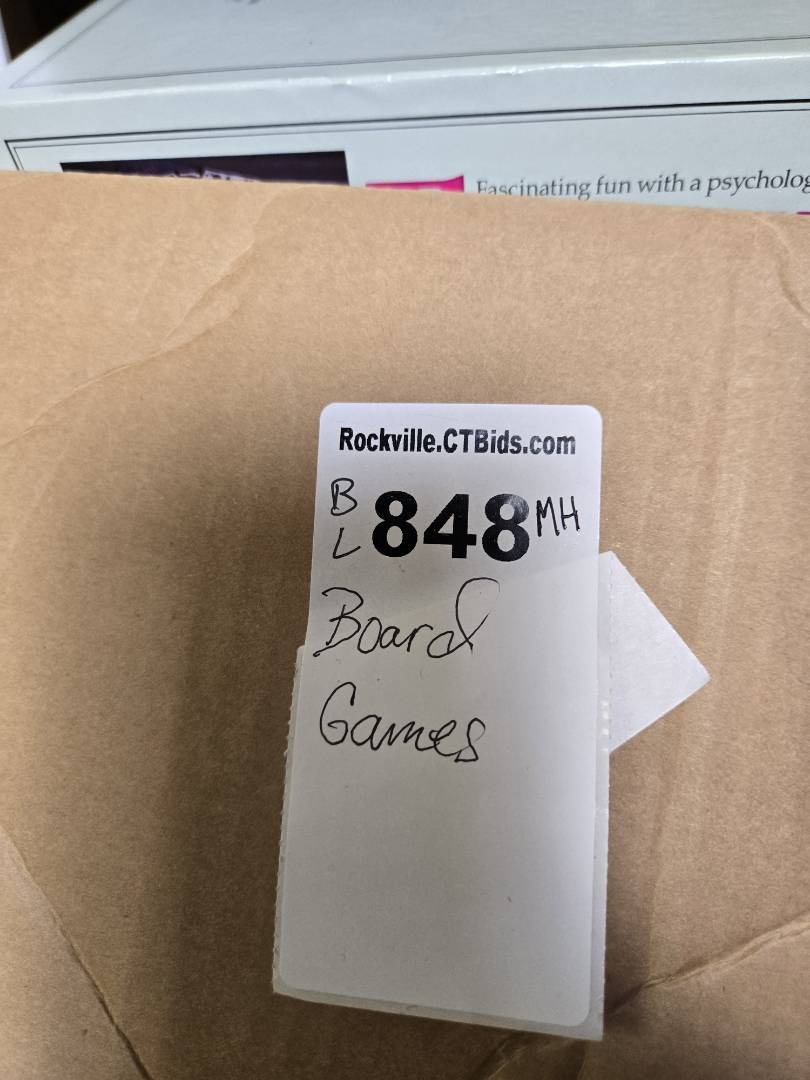 Fascinating fun with a psycholog
Rockville.CTBids.com
B
L 848 MH
Board
Games